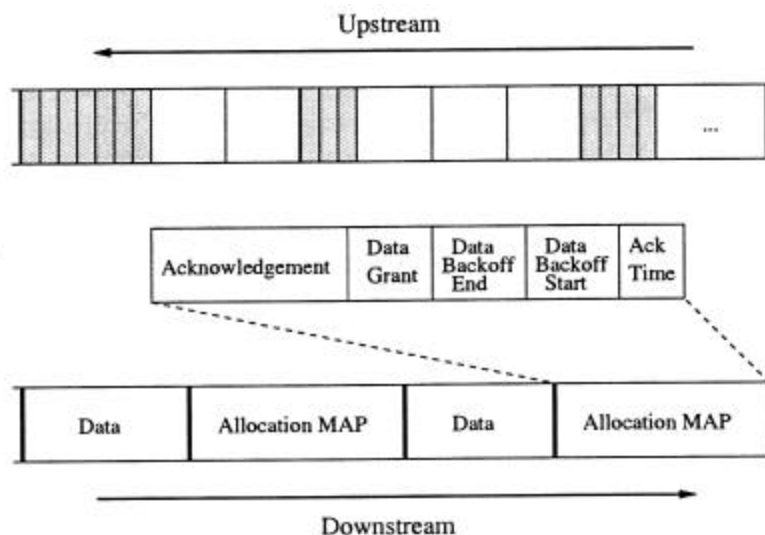 Upstream
...
Acknowledgement
Data
Grant
Data
Backoff
End
Data
Backoff
Start
Ack
Time
Data
Allocation MAP
Data
Allocation MAP
Downstream